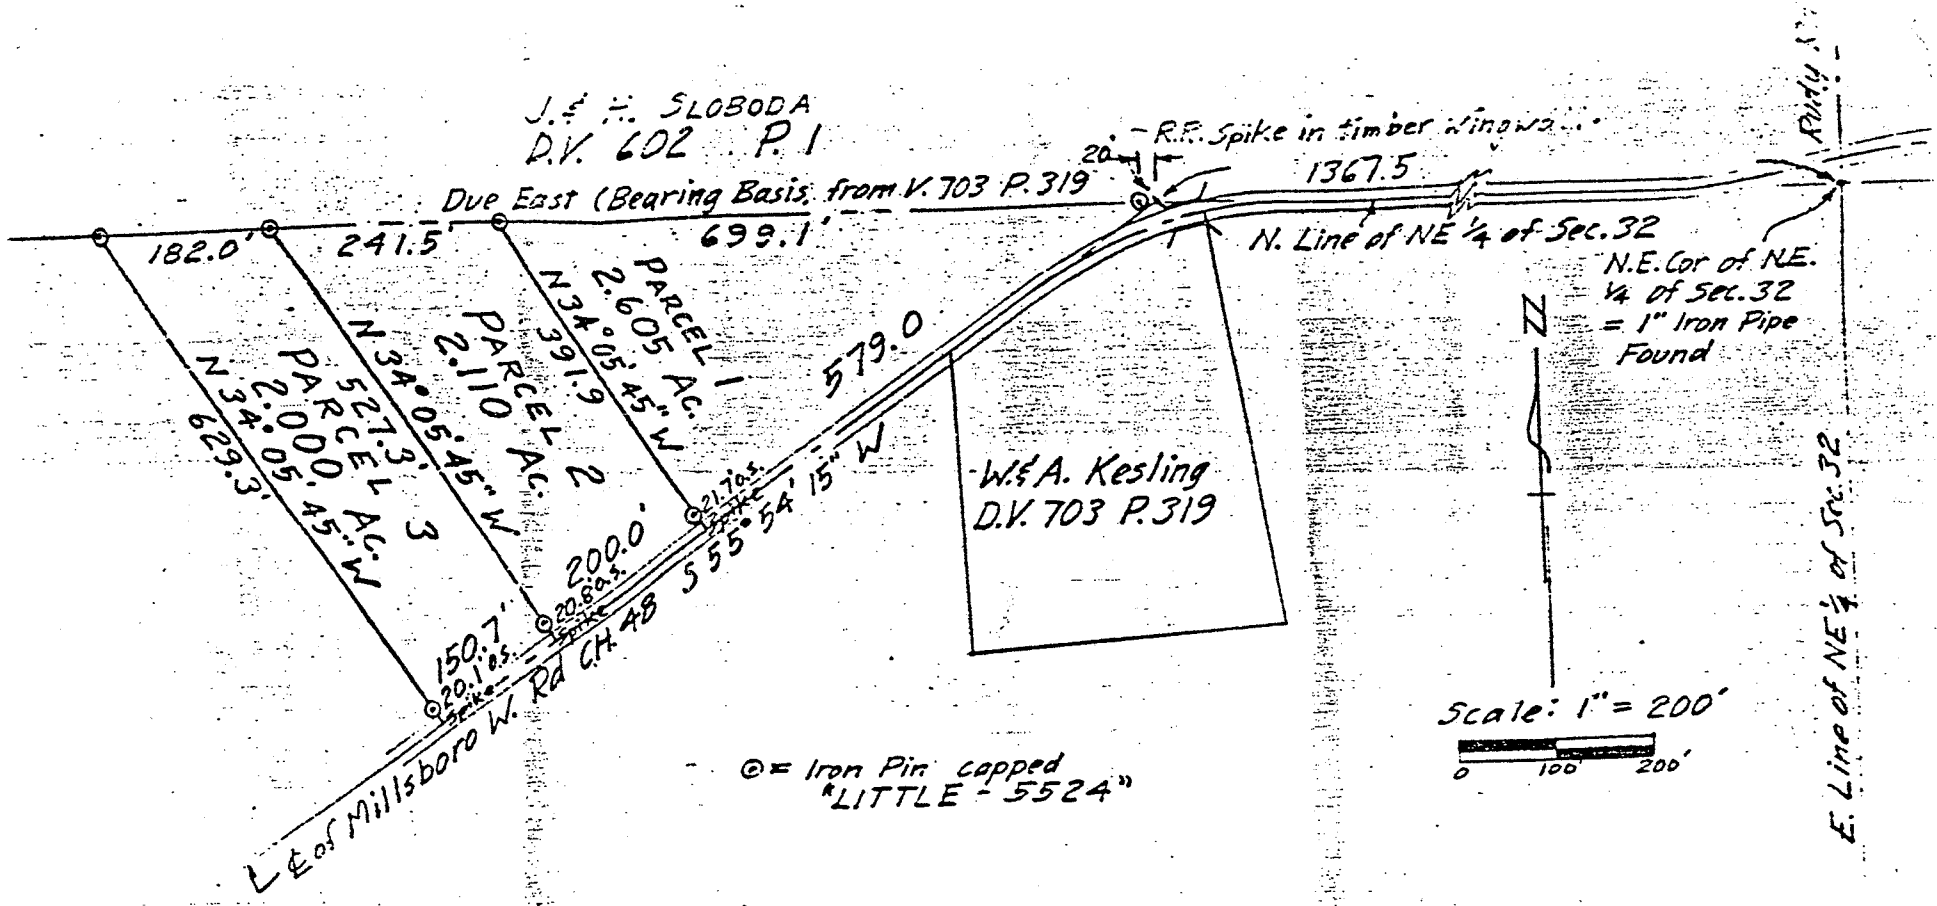 J. & H. SLOBODA
D.V. 602 P. 1
Due East (Bearing Basis from V. 703 P. 319
182.0'
241.5'
699.1'
20
R.R. Spike in timber
1367.5
N. Line of NE ¼ of Sec. 32
N.E. Cor of N.E.
¼ of Sec. 32
= 1" Iron Pipe
Found
PARCEL 1
2.605 AC.
N 34° 05' 45" W
391.9
PARCEL 2
2.110 AC.
N 34° 05' 45" W
527.3'
PARCEL 3
2.000 AC.
N 34° 05' 45" W
629.3'
579.0
21.7 o.s.
Spike
200.0'
20.8 o.s.
Spike
150.7'
20.1 o.s.
Spike
S 55° 54' 15" W
℄ of Millsboro W. Rd C.H. 48
W. & A. Kesling
D.V. 703 P. 319
N
Scale: 1" = 200'
0 100' 200'
⊙ = Iron Pin capped
"LITTLE - 5524"
E. Line of NE ¼ of Sec. 32